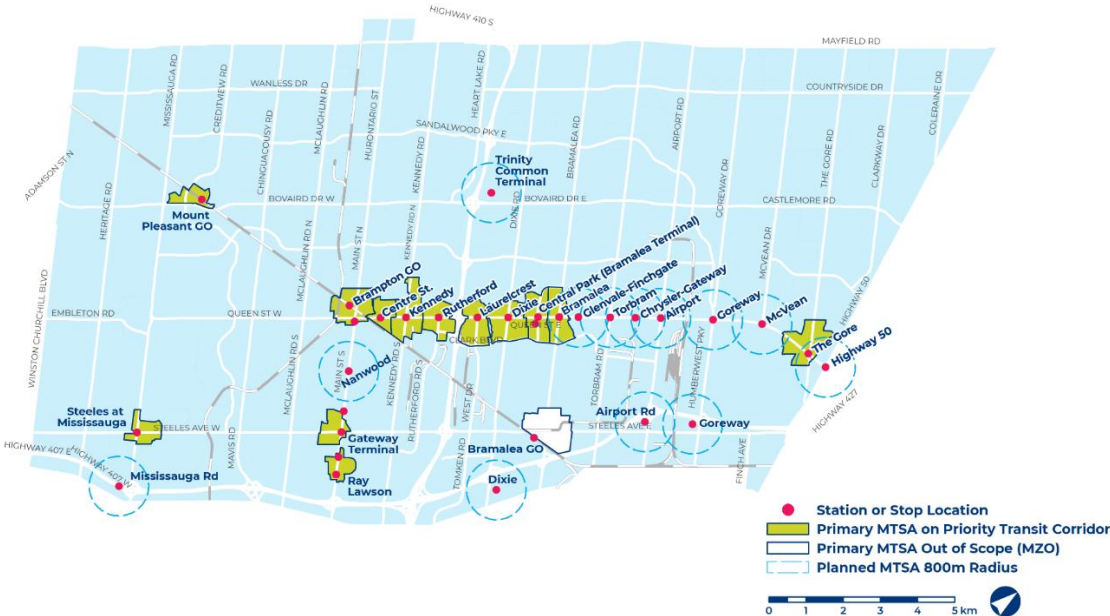 HIGHWAY 410 S
MAYFIELD RD
MISSISSAUGA RD
CREDITVIEW RD
WANLESS DR
MCLAUGHLIN RD
HURONTARIO ST
HEART LAKE RD
COUNTRYSIDE DR
COLERAINE DR
CHINGUACOUSY RD
SANDALWOOD PKY E
KENNEDY RD
BRAMALEA RD
AIRPORT RD
GOREWAY DR
THE GORE RD
CLARKWAY DR
ADAMSON ST N
HERITAGE RD
Mount
Pleasant GO
BOVAIRD DR W
Trinity
Common
Terminal
DIXIE RD
BOVAIRD DR E
CASTLEMORE RD
MCLAUGHLIN RD N
MAIN ST N
KENNEDY RD N
MCVEAN DR
HIGHWAY 50
WINSTON CHURCHILL BLVD
EMBLETON RD
QUEEN ST W
Brampton GO
Centre St.
Kennedy
Rutherford
Laurelcrest
Dixie
Central Park (Bramalea Terminal)
Bramalea
Glenvale-Finchgate
Torbram
Chrysler-Gateway
Airport
Goreway
McVean
The Gore
Highway 50
QUEEN ST E
CLARK BLVD
MCLAUGHLIN RD S
MAIN ST S
Nanwood
KENNEDY RD S
RUTHERFORD RD S
WEST DR
TORBRAM RD
HUMBERWEST PKY
HIGHWAY 427
Steeles at
Mississauga
STEELES AVE W
MAVIS RD
Gateway
Terminal
Ray
Lawson
TOMKEN RD
Bramalea GO
STEELES AVE E
Airport Rd
Goreway
FINCH AVE
HIGHWAY 407 E
HIGHWAY 407 W
Mississauga Rd
Dixie
Station or Stop Location
Primary MTSA on Priority Transit Corridor
Primary MTSA Out of Scope (MZO)
Planned MTSA 800m Radius
0 1 2 3 4 5 km